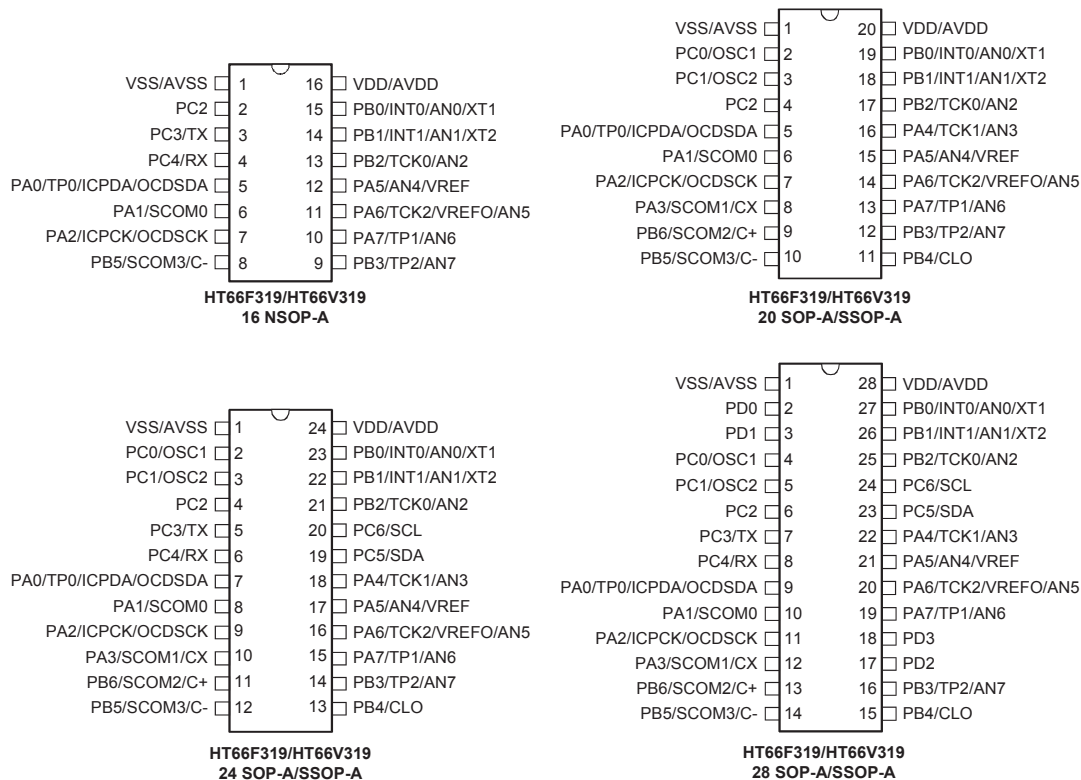 VSS/AVSS 1 16 VDD/AVDD
PC2 2 15 PB0/INT0/AN0/XT1
PC3/TX 3 14 PB1/INT1/AN1/XT2
PC4/RX 4 13 PB2/TCK0/AN2
PA0/TP0/ICPDA/OCDSDA 5 12 PA5/AN4/VREF
PA1/SCOM0 6 11 PA6/TCK2/VREFO/AN5
PA2/ICPCK/OCDSCK 7 10 PA7/TP1/AN6
PB5/SCOM3/C- 8 9 PB3/TP2/AN7
HT66F319/HT66V319
16 NSOP-A
VSS/AVSS 1 20 VDD/AVDD
PC0/OSC1 2 19 PB0/INT0/AN0/XT1
PC1/OSC2 3 18 PB1/INT1/AN1/XT2
PC2 4 17 PB2/TCK0/AN2
PA0/TP0/ICPDA/OCDSDA 5 16 PA4/TCK1/AN3
PA1/SCOM0 6 15 PA5/AN4/VREF
PA2/ICPCK/OCDSCK 7 14 PA6/TCK2/VREFO/AN5
PA3/SCOM1/CX 8 13 PA7/TP1/AN6
PB6/SCOM2/C+ 9 12 PB3/TP2/AN7
PB5/SCOM3/C- 10 11 PB4/CLO
HT66F319/HT66V319
20 SOP-A/SSOP-A
VSS/AVSS 1 24 VDD/AVDD
PC0/OSC1 2 23 PB0/INT0/AN0/XT1
PC1/OSC2 3 22 PB1/INT1/AN1/XT2
PC2 4 21 PB2/TCK0/AN2
PC3/TX 5 20 PC6/SCL
PC4/RX 6 19 PC5/SDA
PA0/TP0/ICPDA/OCDSDA 7 18 PA4/TCK1/AN3
PA1/SCOM0 8 17 PA5/AN4/VREF
PA2/ICPCK/OCDSCK 9 16 PA6/TCK2/VREFO/AN5
PA3/SCOM1/CX 10 15 PA7/TP1/AN6
PB6/SCOM2/C+ 11 14 PB3/TP2/AN7
PB5/SCOM3/C- 12 13 PB4/CLO
HT66F319/HT66V319
24 SOP-A/SSOP-A
VSS/AVSS 1 28 VDD/AVDD
PD0 2 27 PB0/INT0/AN0/XT1
PD1 3 26 PB1/INT1/AN1/XT2
PC0/OSC1 4 25 PB2/TCK0/AN2
PC1/OSC2 5 24 PC6/SCL
PC2 6 23 PC5/SDA
PC3/TX 7 22 PA4/TCK1/AN3
PC4/RX 8 21 PA5/AN4/VREF
PA0/TP0/ICPDA/OCDSDA 9 20 PA6/TCK2/VREFO/AN5
PA1/SCOM0 10 19 PA7/TP1/AN6
PA2/ICPCK/OCDSCK 11 18 PD3
PA3/SCOM1/CX 12 17 PD2
PB6/SCOM2/C+ 13 16 PB3/TP2/AN7
PB5/SCOM3/C- 14 15 PB4/CLO
HT66F319/HT66V319
28 SOP-A/SSOP-A